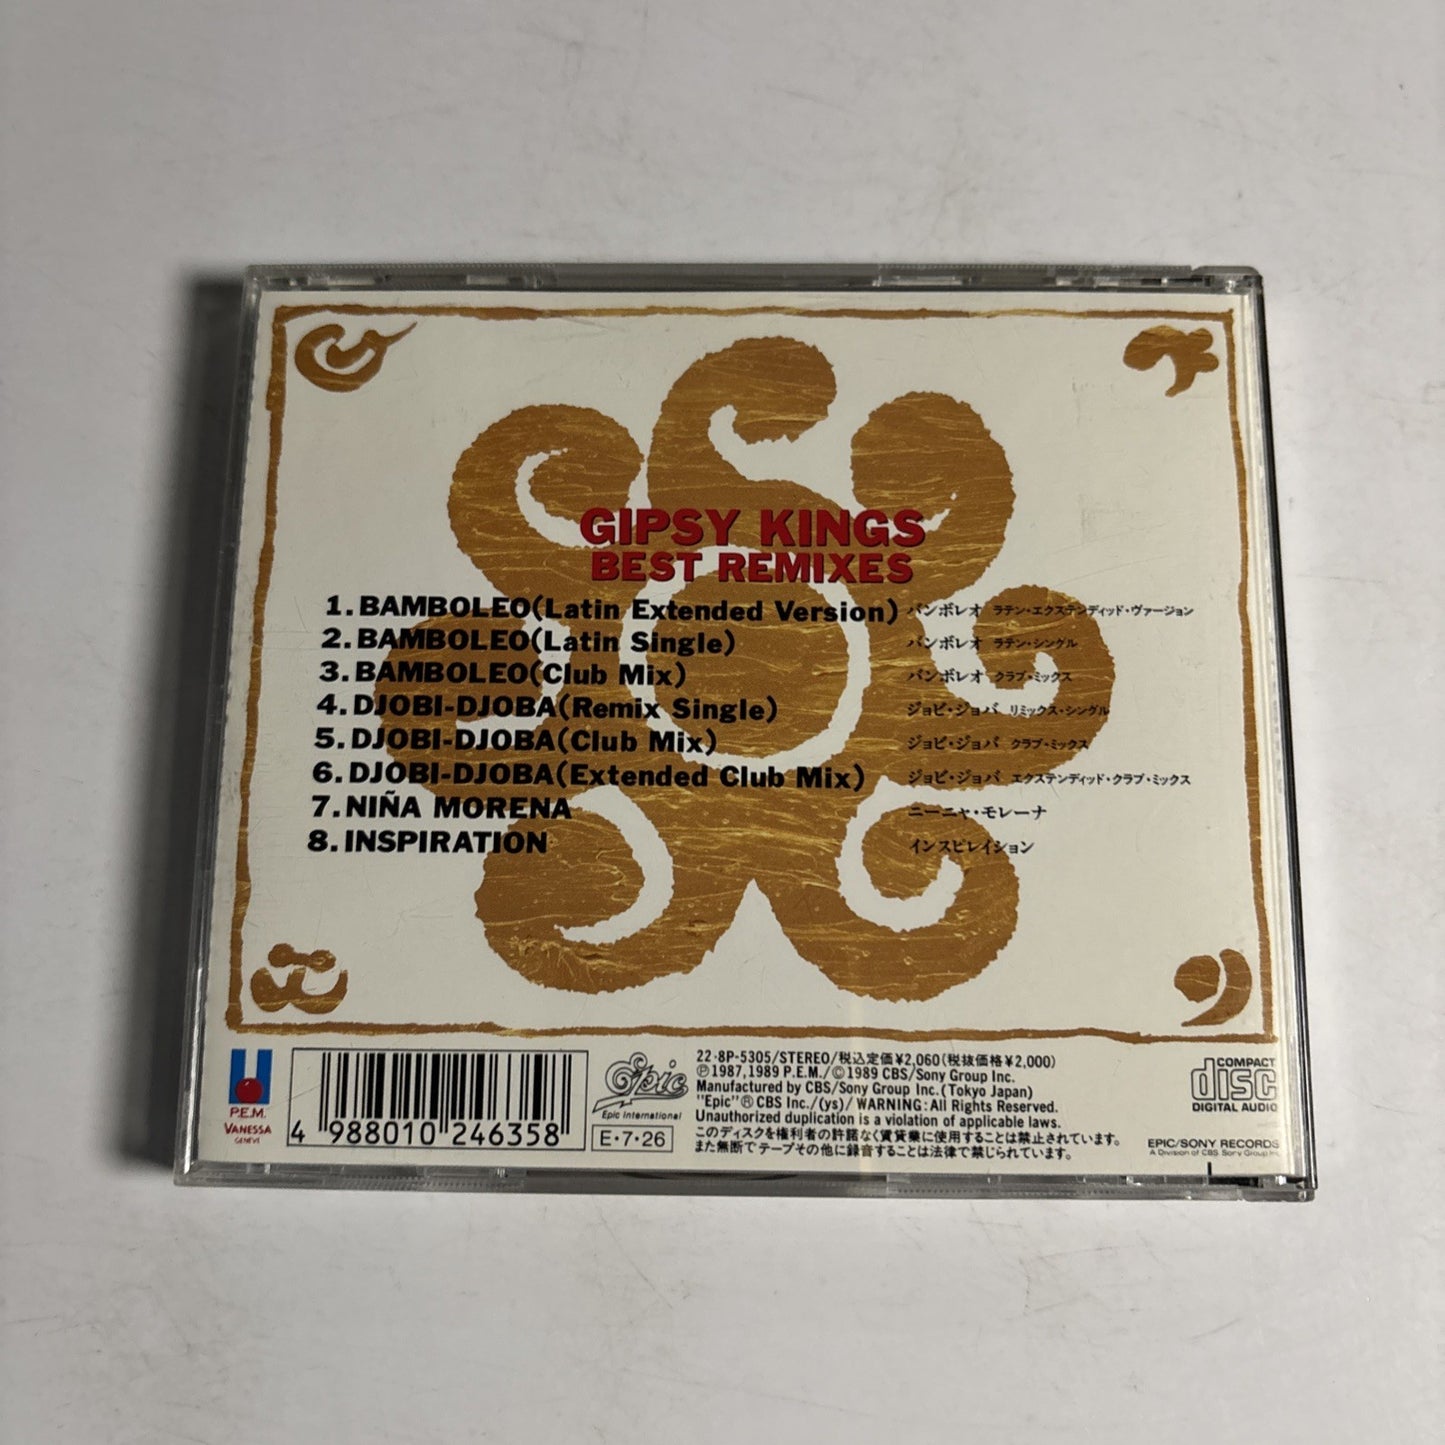 GIPSY KINGS
BEST REMIXES
1.BAMBOLEO(Latin Extended Version) バンボレオ ラテン・エクステンディッド・ヴァージョン
2.BAMBOLEO(Latin Single) バンボレオ ラテン・シングル
3.BAMBOLEO(Club Mix) バンボレオ クラブ・ミックス
4.DJOBI-DJOBA(Remix Single) ジョビ・ジョバ リミックス・シングル
5.DJOBI-DJOBA(Club Mix) ジョビ・ジョバ クラブ・ミックス
6.DJOBI-DJOBA(Extended Club Mix) ジョビ・ジョバ エクステンディッド・クラブ・ミックス
7.NIÑA MORENA ニーニャ・モレーナ
8.INSPIRATION インスピレイション
P.E.M.
VANESSA
GENEVE
4 988010 246358
Epic
Epic International
E・7・26
22・8P-5305/STEREO/税込定価¥2,060(税抜価格¥2,000)
Ⓟ1987,1989 P.E.M./©1989 CBS/Sony Group Inc.
Manufactured by CBS/Sony Group Inc.(Tokyo Japan)
"Epic"® CBS Inc./(ys)/WARNING:All Rights Reserved.
Unauthorized duplication is a violation of applicable laws.
このディスクを権利者の許諾なく賃貸業に使用することは禁止されています。
また無断でテープその他に録音することは法律で禁じられています。
COMPACT
disc
DIGITAL AUDIO
EPIC/SONY RECORDS
A Division of CBS Sony Group Inc.